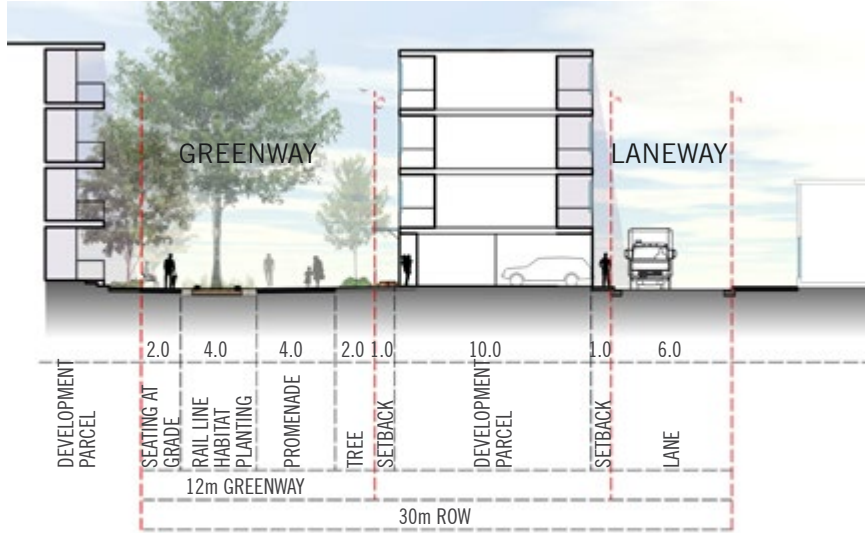 GREENWAY
LANEWAY
2.0
4.0
4.0
2.0
1.0
10.0
1.0
6.0
DEVELOPMENT
PARCEL
SEATING AT
GRADE
RAIL LINE
HABITAT
PLANTING
PROMENADE
TREE
SETBACK
DEVELOPMENT
PARCEL
SETBACK
LANE
12m GREENWAY
30m ROW